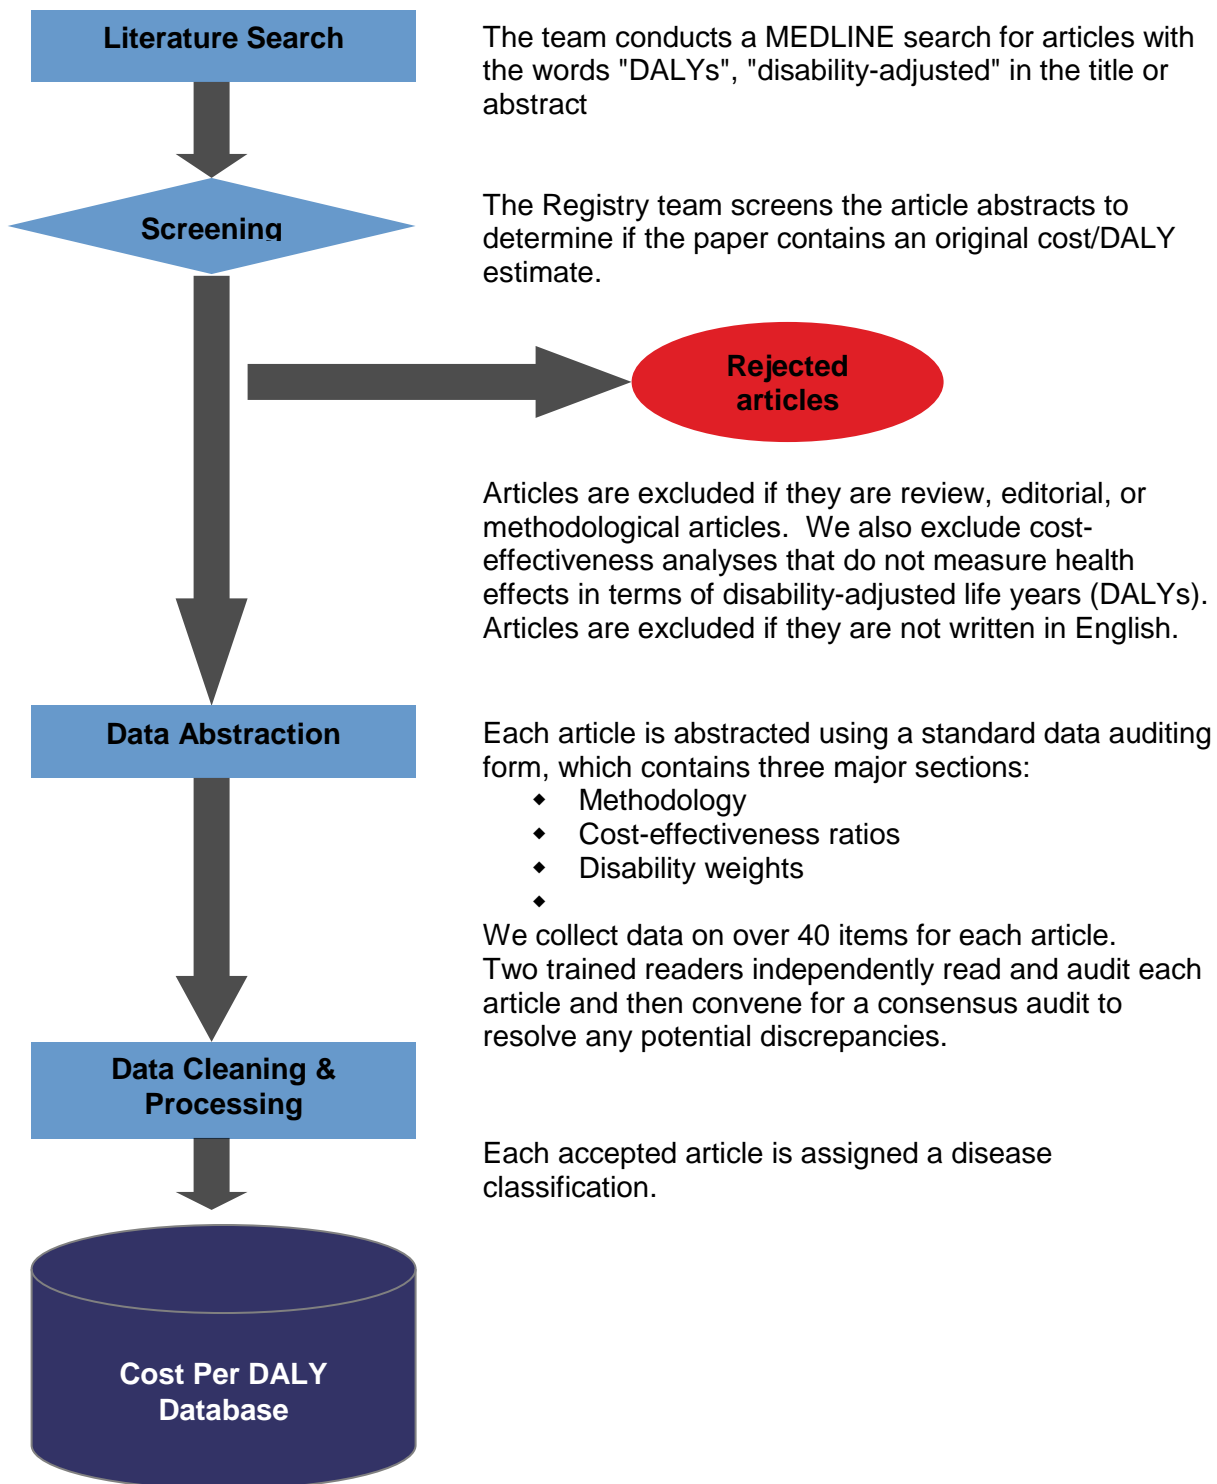 Literature Search
The team conducts a MEDLINE search for articles with
the words "DALYs", "disability-adjusted" in the title or
abstract
Screening
The Registry team screens the article abstracts to
determine if the paper contains an original cost/DALY
estimate.
Rejected
articles
Articles are excluded if they are review, editorial, or
methodological articles.  We also exclude cost-
effectiveness analyses that do not measure health
effects in terms of disability-adjusted life years (DALYs).
Articles are excluded if they are not written in English.
Data Abstraction
Each article is abstracted using a standard data auditing
form, which contains three major sections:
◆ Methodology
◆ Cost-effectiveness ratios
◆ Disability weights
◆
We collect data on over 40 items for each article.
Two trained readers independently read and audit each
article and then convene for a consensus audit to
resolve any potential discrepancies.
Data Cleaning &
Processing
Each accepted article is assigned a disease
classification.
Cost Per DALY
Database